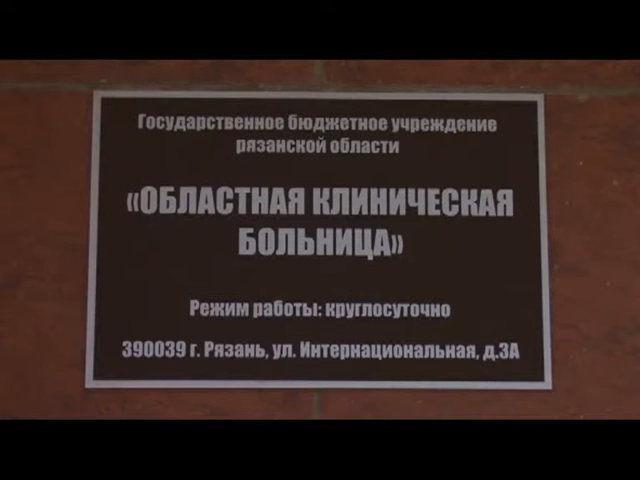 Государственное бюджетное учреждение
рязанской области
«ОБЛАСТНАЯ КЛИНИЧЕСКАЯ
БОЛЬНИЦА»
Режим работы: круглосуточно
390039 г. Рязань, ул. Интернациональная, д.3А